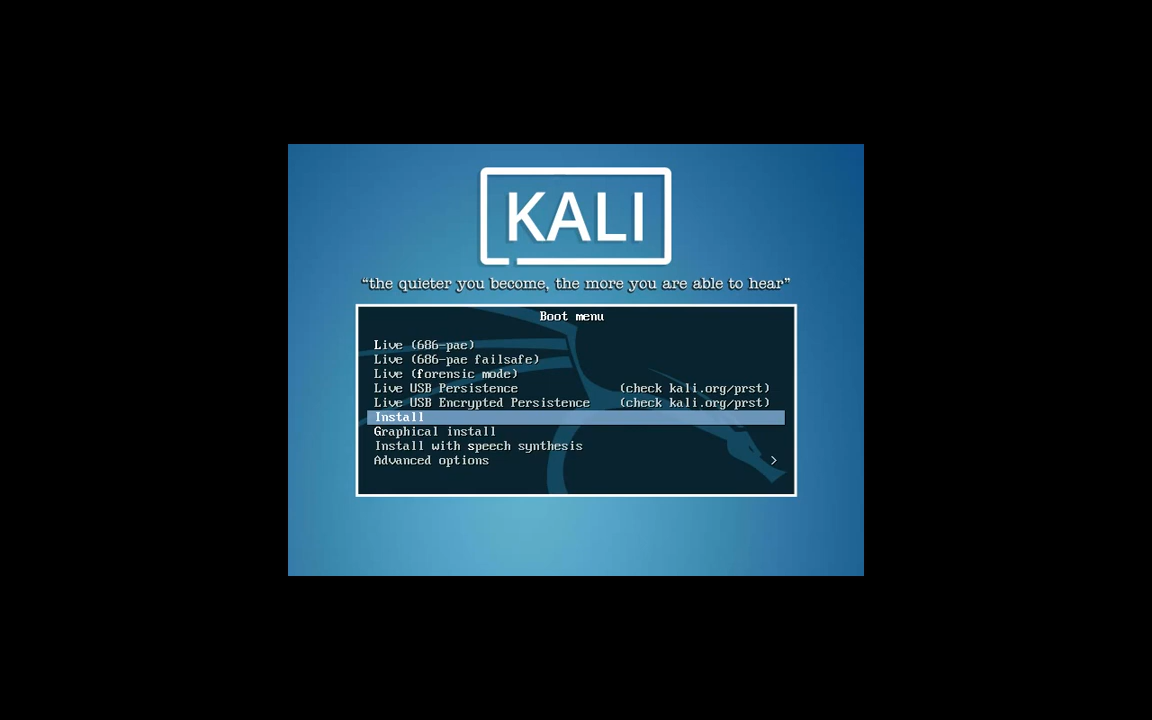 KALI
“the quieter you become, the more you are able to hear”
Boot menu
Live (686-pae)
Live (686-pae failsafe)
Live (forensic mode)
Live USB Persistence (check kali.org/prst)
Live USB Encrypted Persistence (check kali.org/prst)
Install
Graphical install
Install with speech synthesis
Advanced options >